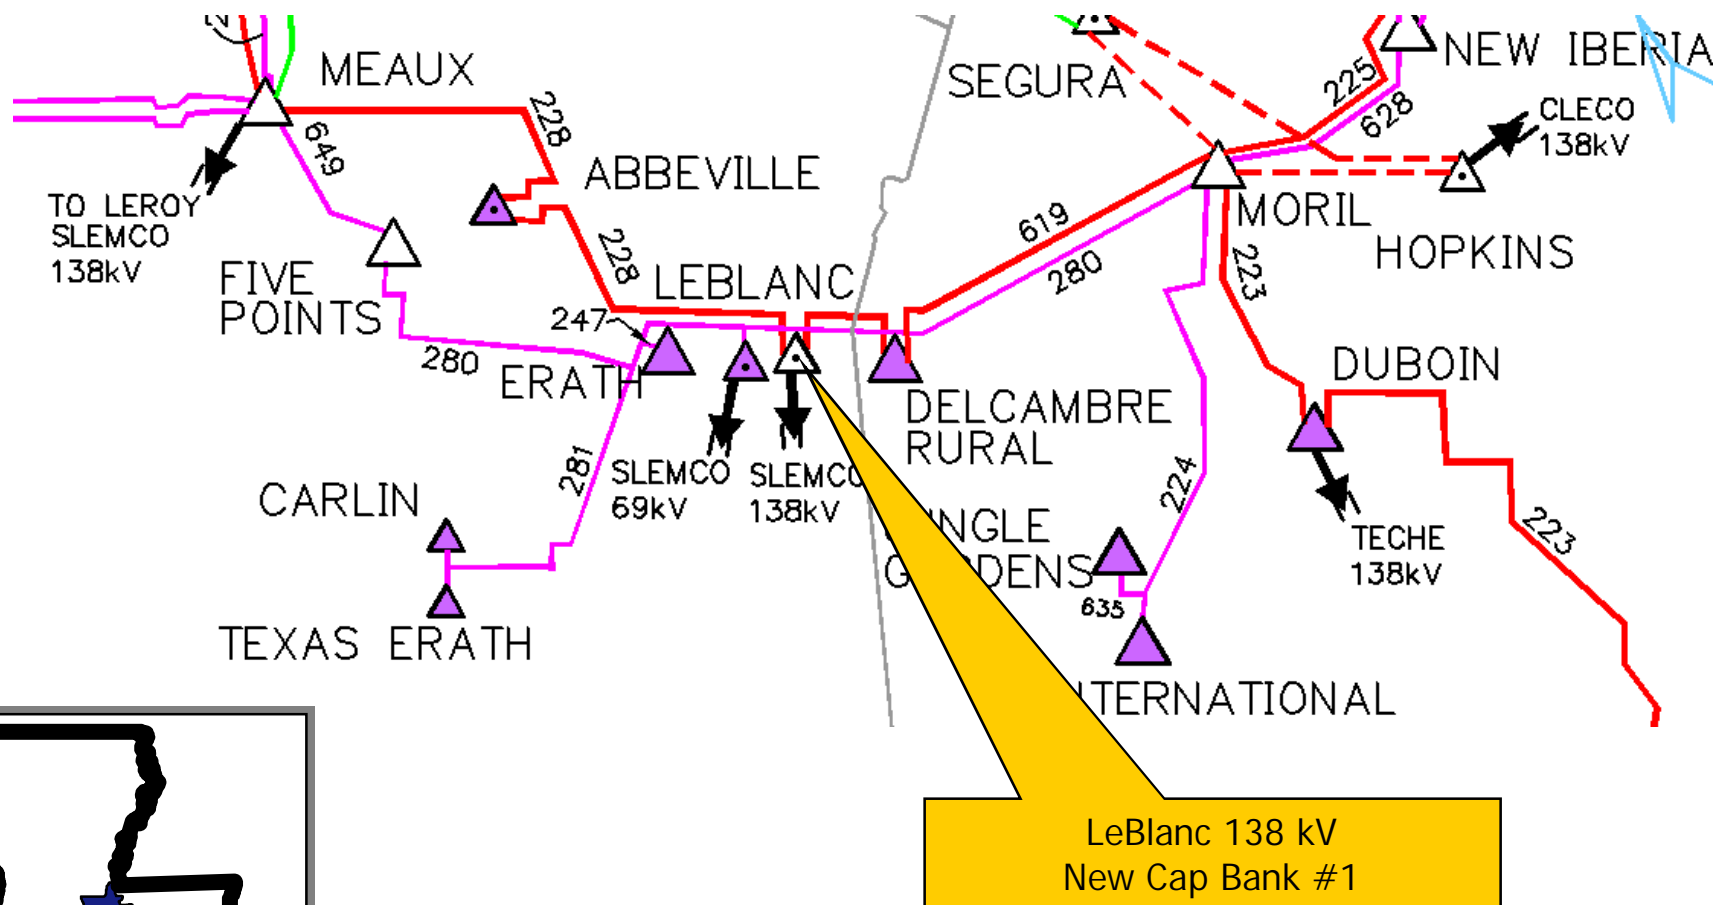 MEAUX
SEGURA
NEW IBERIA
225
628
CLECO
138kV
228
649
ABBEVILLE
TO LEROY
SLEMCO
138kV
MORIL
HOPKINS
619
280
223
228
FIVE
POINTS
LEBLANC
247
280
ERATH
DUBOIN
DELCAMBRE
RURAL
281
SLEMCO
69kV
SLEMCO
138kV
224
CARLIN
223
TECHE
138kV
635
TEXAS ERATH
LeBlanc 138 kV
New Cap Bank #1